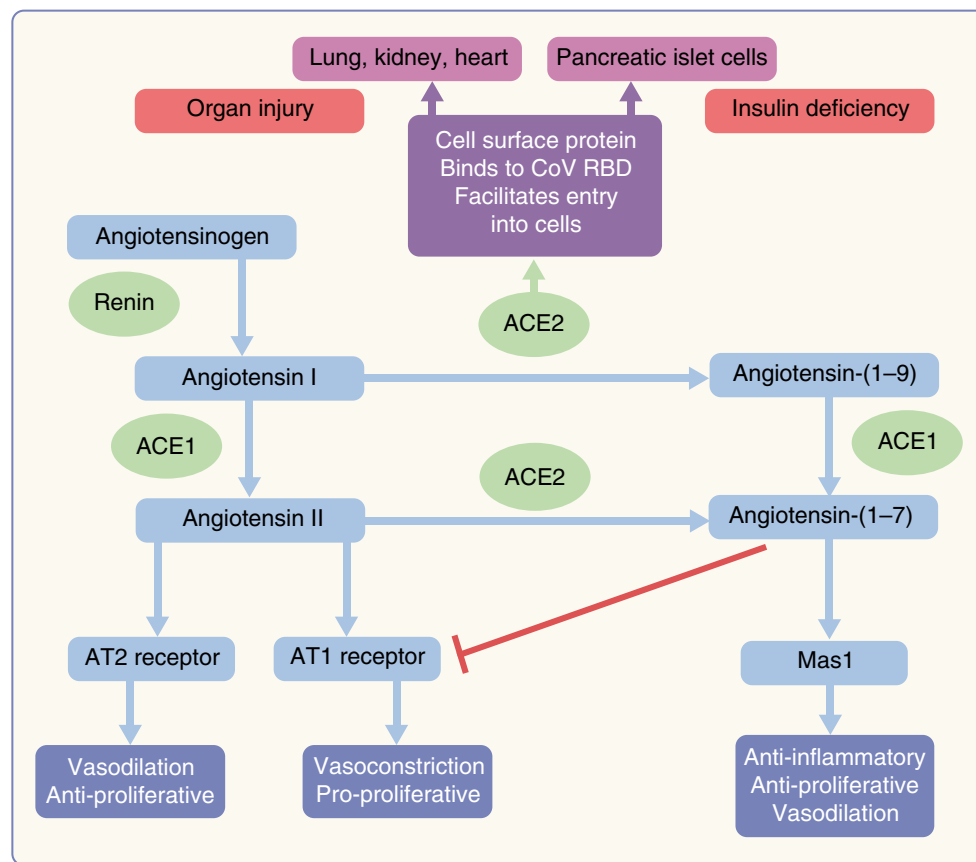 Lung, kidney, heart
Pancreatic islet cells
Organ injury
Insulin deficiency
Cell surface protein
Binds to CoV RBD
Facilitates entry
into cells
Angiotensinogen
Renin
ACE2
Angiotensin I
Angiotensin-(1–9)
ACE1
ACE1
ACE2
Angiotensin II
Angiotensin-(1–7)
AT2 receptor
AT1 receptor
Mas1
Vasodilation
Anti-proliferative
Vasoconstriction
Pro-proliferative
Anti-inflammatory
Anti-proliferative
Vasodilation